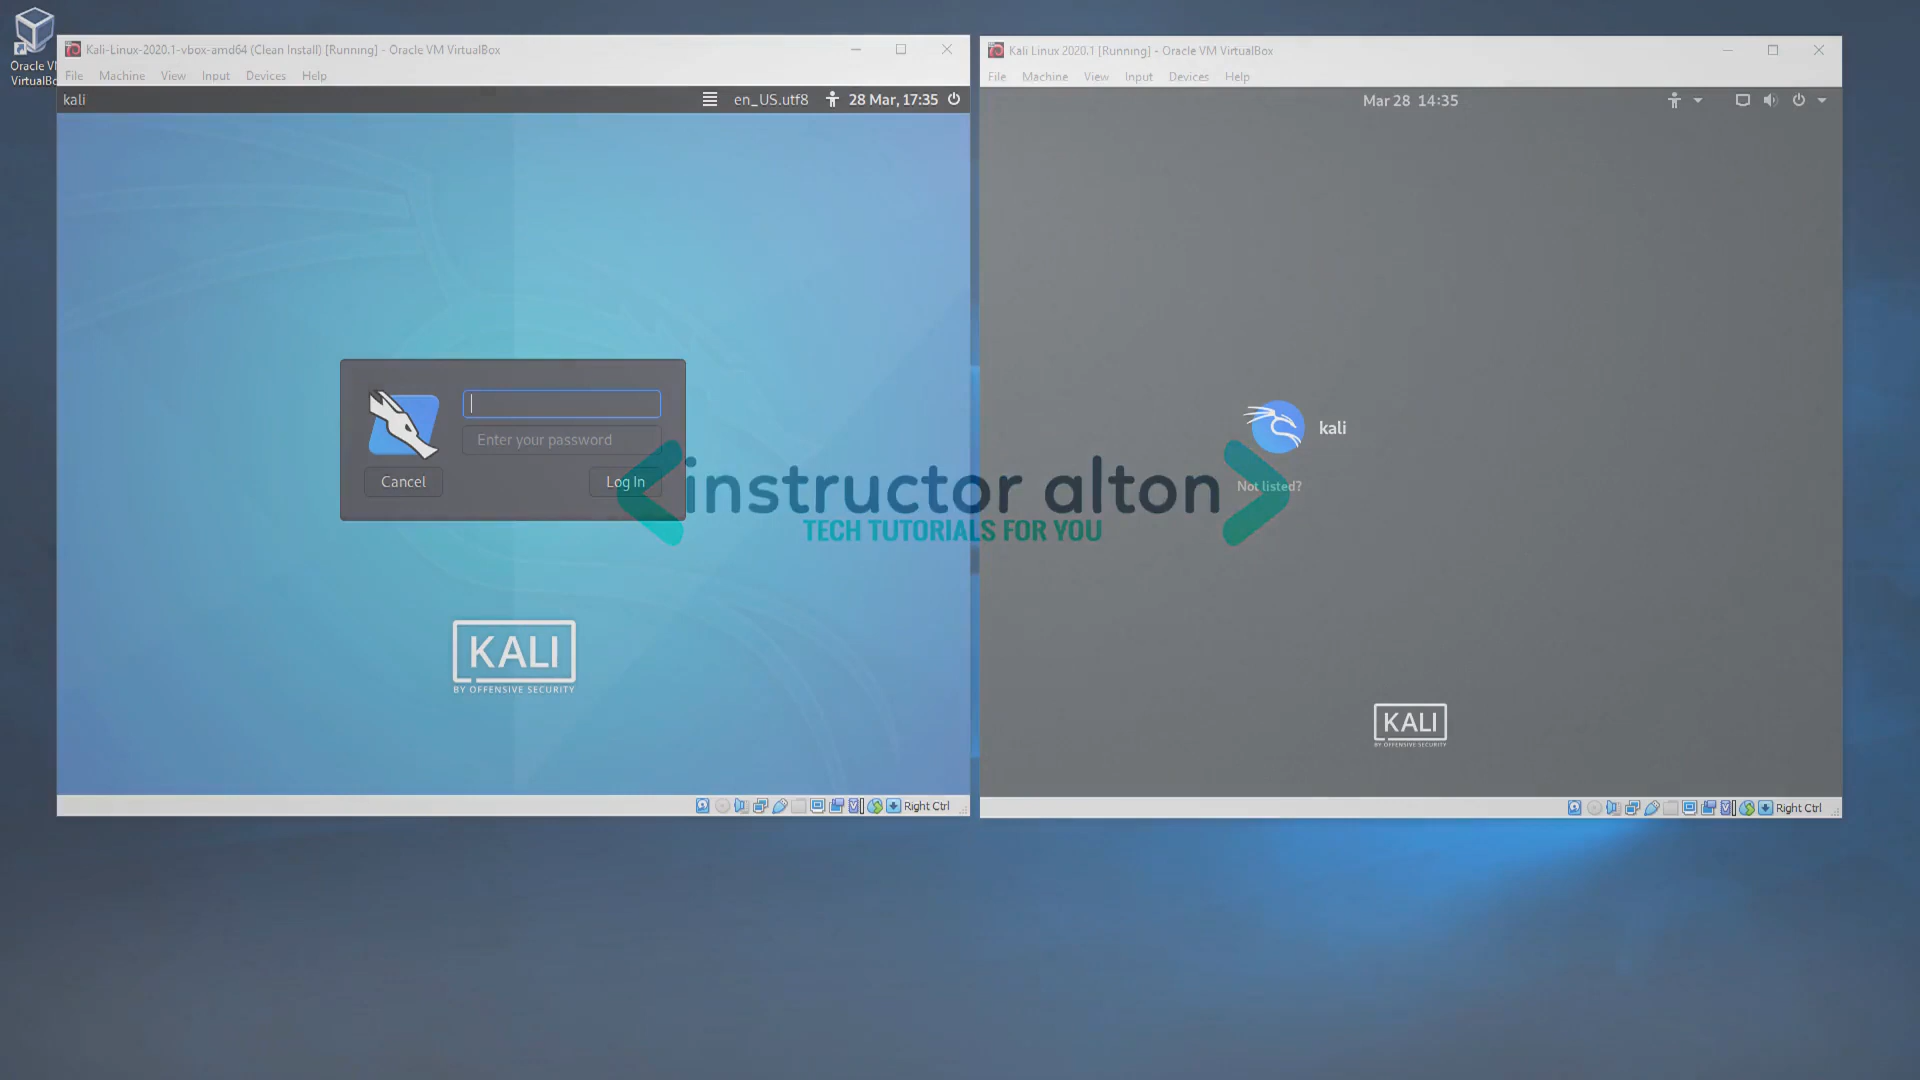 Oracle VM
VirtualBo
Kali-Linux-2020.1-vbox-amd64 (Clean Install) [Running] - Oracle VM VirtualBox
File Machine View Input Devices Help
kali en_US.utf8 28 Mar, 17:35
Enter your password
Cancel Log In
KALI
BY OFFENSIVE SECURITY
Right Ctrl
Kali Linux 2020.1 [Running] - Oracle VM VirtualBox
File Machine View Input Devices Help
Mar 28 14:35
kali
Not listed?
KALI
BY OFFENSIVE SECURITY
Right Ctrl
<instructor alton>
TECH TUTORIALS FOR YOU